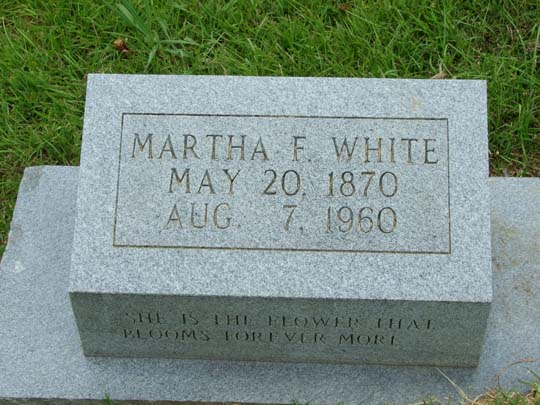 MARTHA F. WHITE
MAY 20, 1870
AUG. 7, 1960
SHE IS THE FLOWER THAT
BLOOMS FOREVER MORE